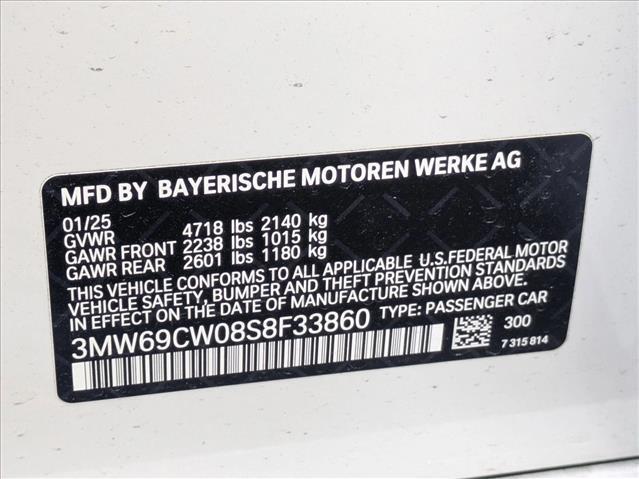 MFD BY BAYERISCHE MOTOREN WERKE AG
01/25
GVWR 4718 lbs 2140 kg
GAWR FRONT 2238 lbs 1015 kg
GAWR REAR 2601 lbs 1180 kg
THIS VEHICLE CONFORMS TO ALL APPLICABLE U.S.FEDERAL MOTOR
VEHICLE SAFETY, BUMPER AND THEFT PREVENTION STANDARDS
IN EFFECT ON THE DATE OF MANUFACTURE SHOWN ABOVE.
3MW69CW08S8F33860 TYPE: PASSENGER CAR
300
7 315 814